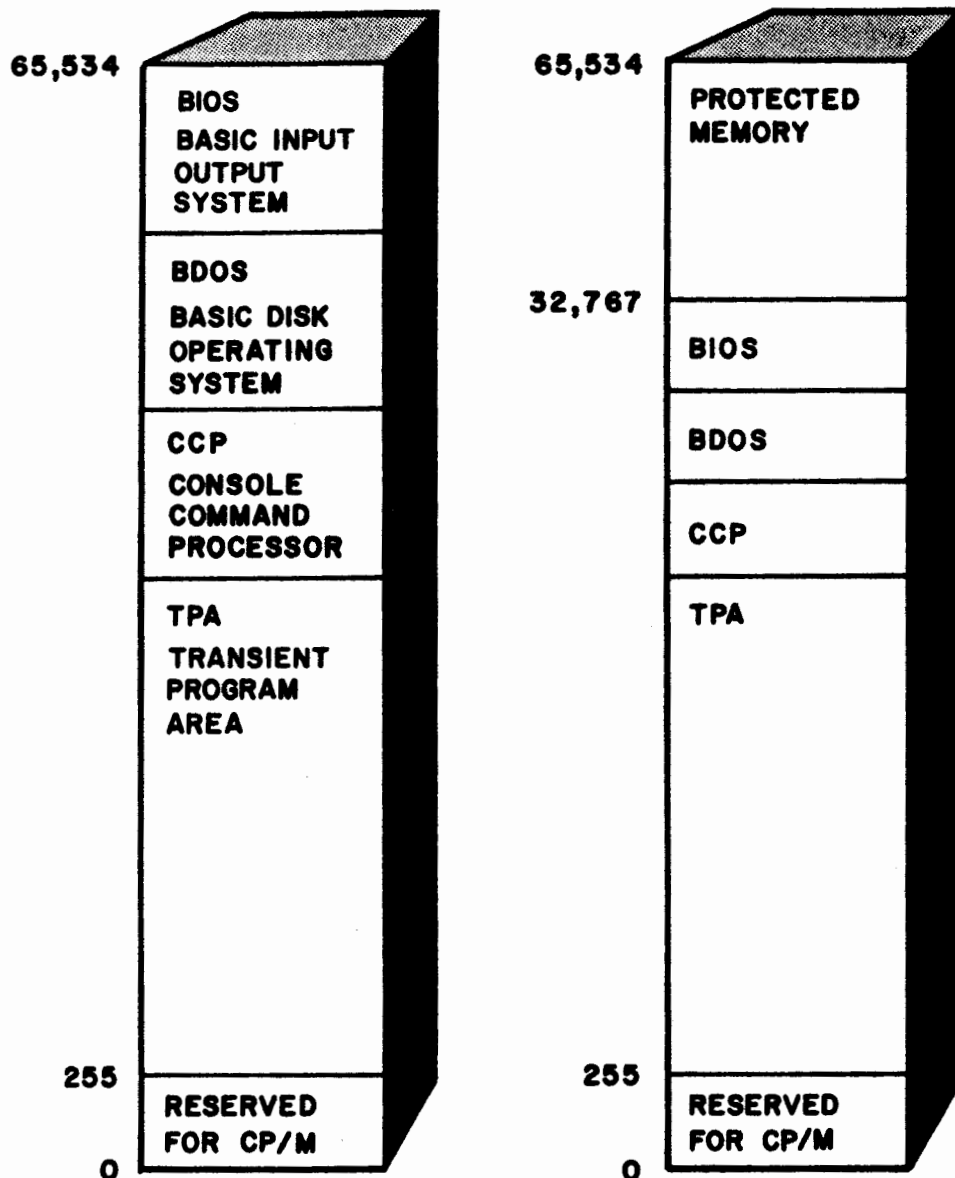 65,534
BIOS
BASIC INPUT
OUTPUT
SYSTEM
BDOS
BASIC DISK
OPERATING
SYSTEM
CCP
CONSOLE
COMMAND
PROCESSOR
TPA
TRANSIENT
PROGRAM
AREA
255
RESERVED
FOR CP/M
0
65,534
PROTECTED
MEMORY
32,767
BIOS
BDOS
CCP
TPA
255
RESERVED
FOR CP/M
0